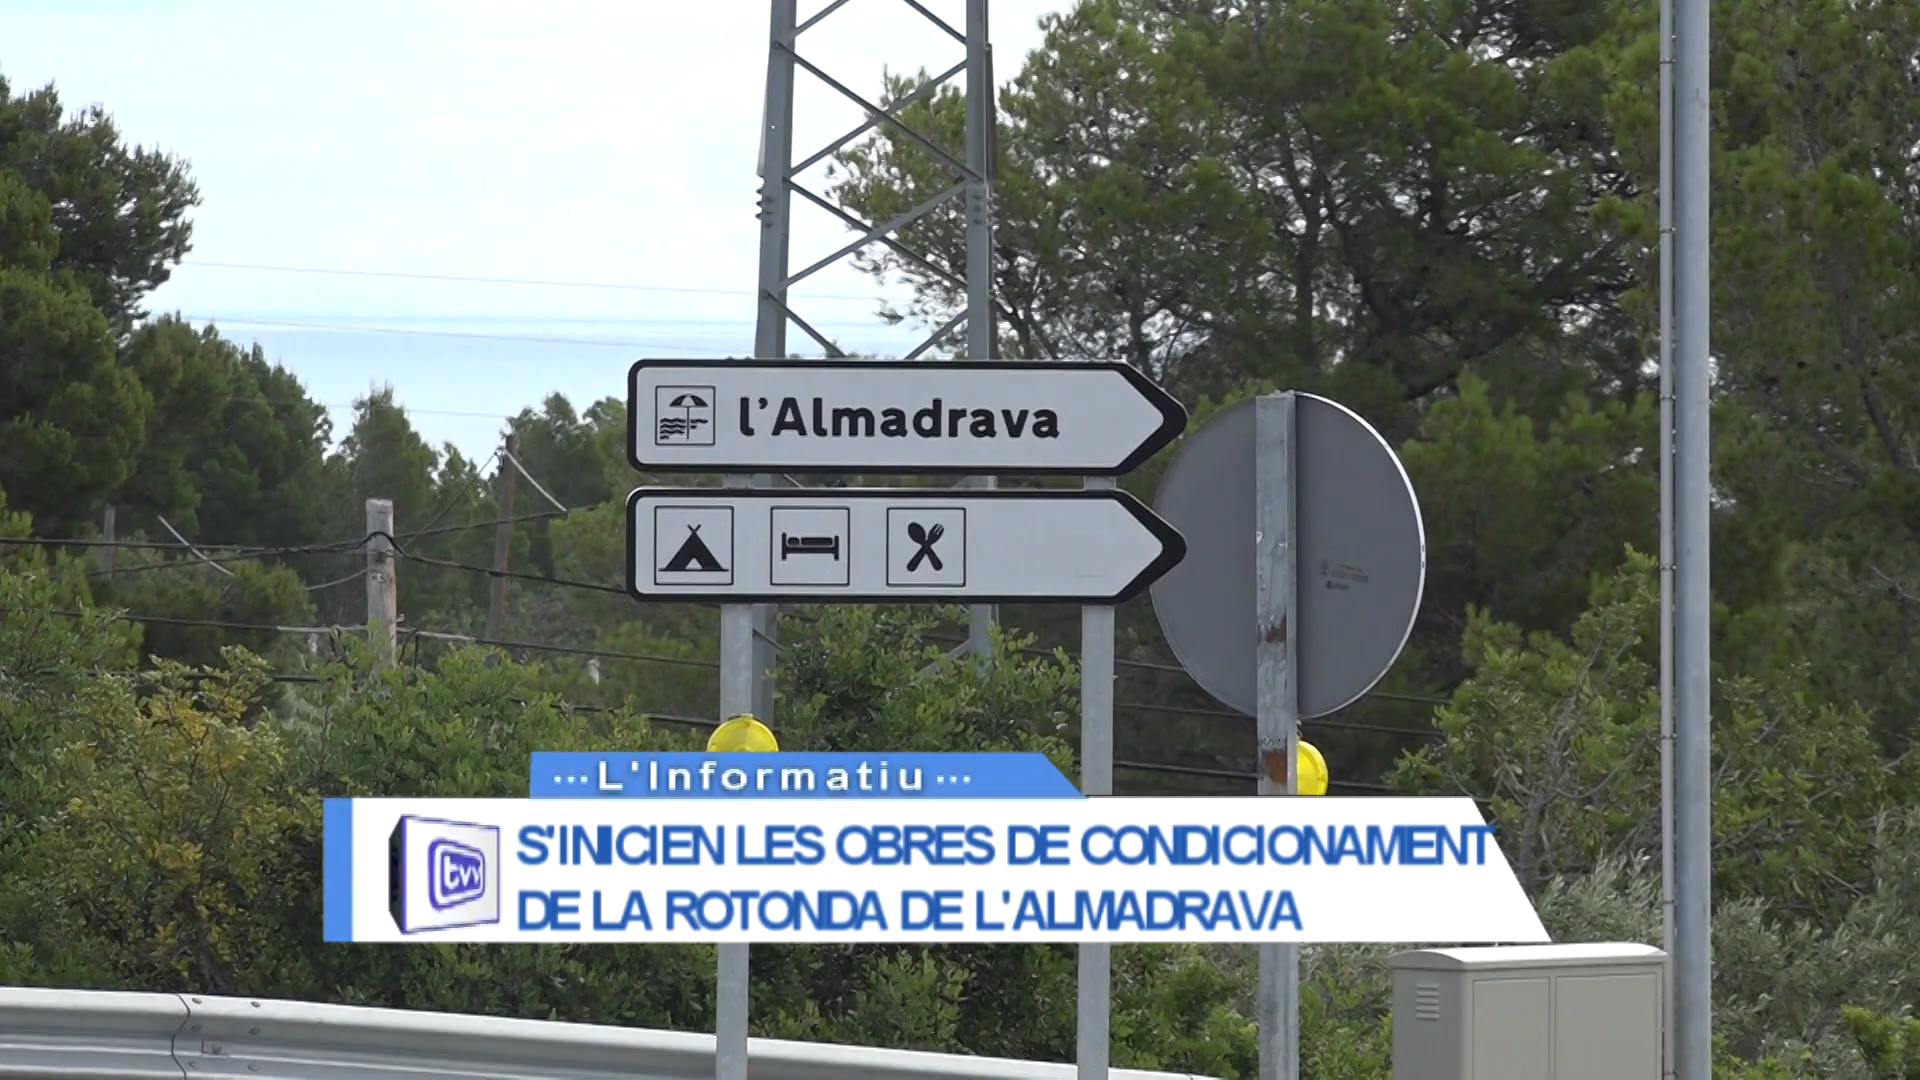 l'Almadrava
···L'Informatiu···
tvv
S'INICIEN LES OBRES DE CONDICIONAMENT
DE LA ROTONDA DE L'ALMADRAVA